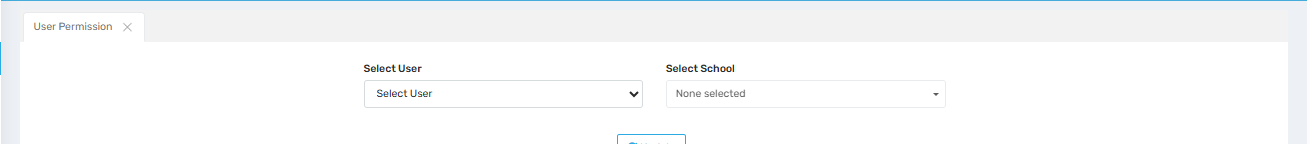 User Permission
Select User
Select School
Select User
None selected